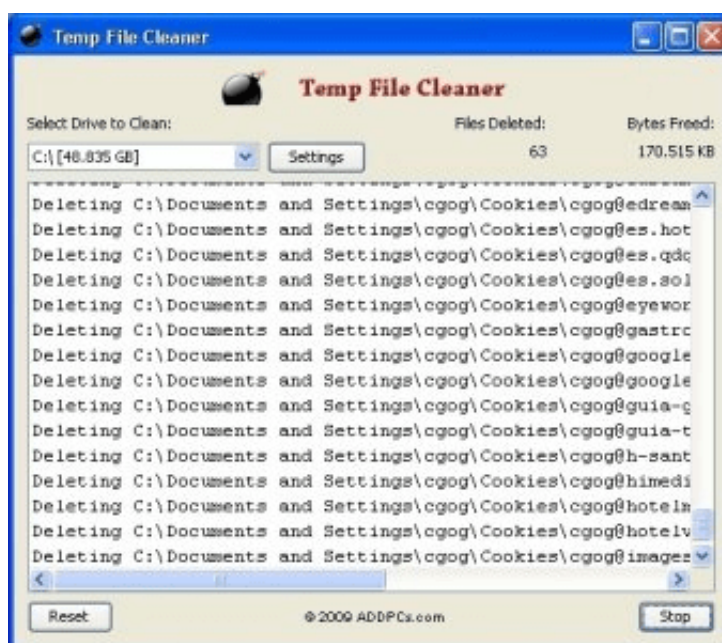 Temp File Cleaner
Temp File Cleaner
Select Drive to Clean: Files Deleted: Bytes Freed:
C:\ [48.835 GB] Settings 63 170.515 KB
Deleting C:\Documents and Settings\cgog\Cookies\cgog@edream
Deleting C:\Documents and Settings\cgog\Cookies\cgog@es.hot
Deleting C:\Documents and Settings\cgog\Cookies\cgog@es.qdq
Deleting C:\Documents and Settings\cgog\Cookies\cgog@es.sol
Deleting C:\Documents and Settings\cgog\Cookies\cgog@eyewor
Deleting C:\Documents and Settings\cgog\Cookies\cgog@gastro
Deleting C:\Documents and Settings\cgog\Cookies\cgog@google
Deleting C:\Documents and Settings\cgog\Cookies\cgog@google
Deleting C:\Documents and Settings\cgog\Cookies\cgog@guia-g
Deleting C:\Documents and Settings\cgog\Cookies\cgog@guia-t
Deleting C:\Documents and Settings\cgog\Cookies\cgog@h-sant
Deleting C:\Documents and Settings\cgog\Cookies\cgog@himedi
Deleting C:\Documents and Settings\cgog\Cookies\cgog@hotelm
Deleting C:\Documents and Settings\cgog\Cookies\cgog@hotelv
Deleting C:\Documents and Settings\cgog\Cookies\cgog@images
Reset © 2009 ADDPCs.com Stop